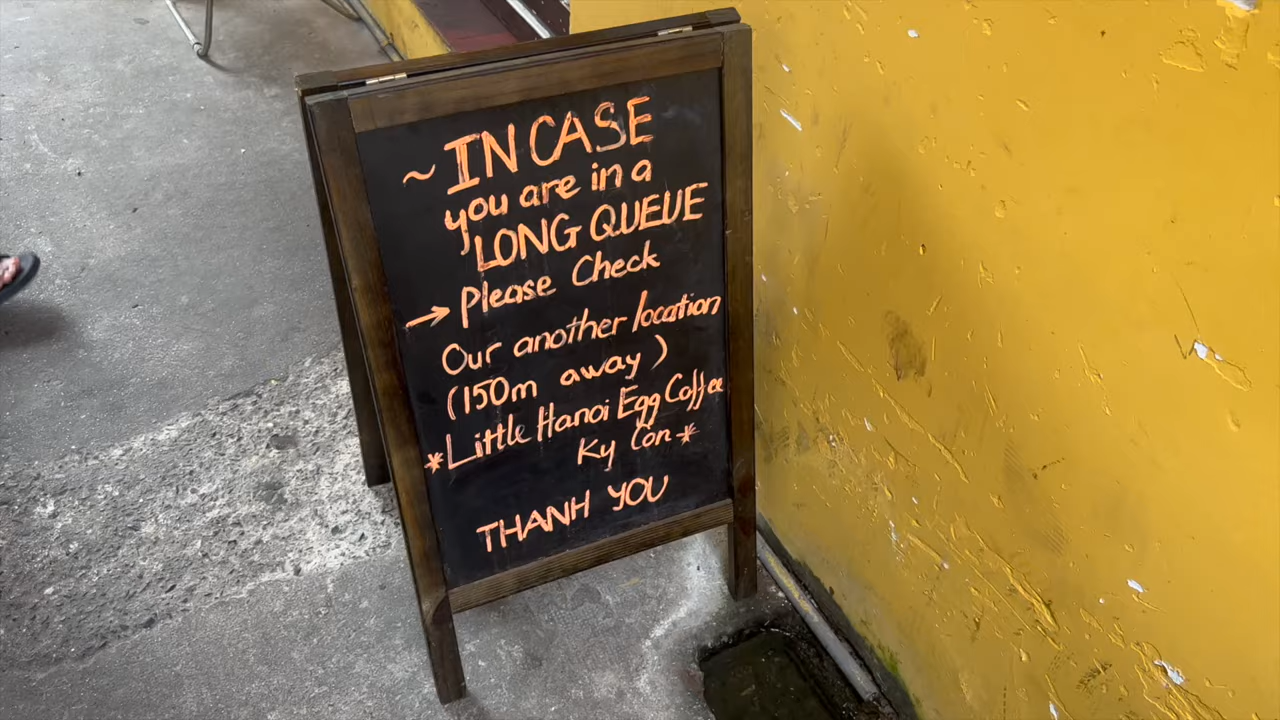 ~ IN CASE
you are in a
LONG QUEUE
→ Please Check
Our another location
(150m away)
*Little Hanoi Egg Coffee
Ky Con*
THANH YOU